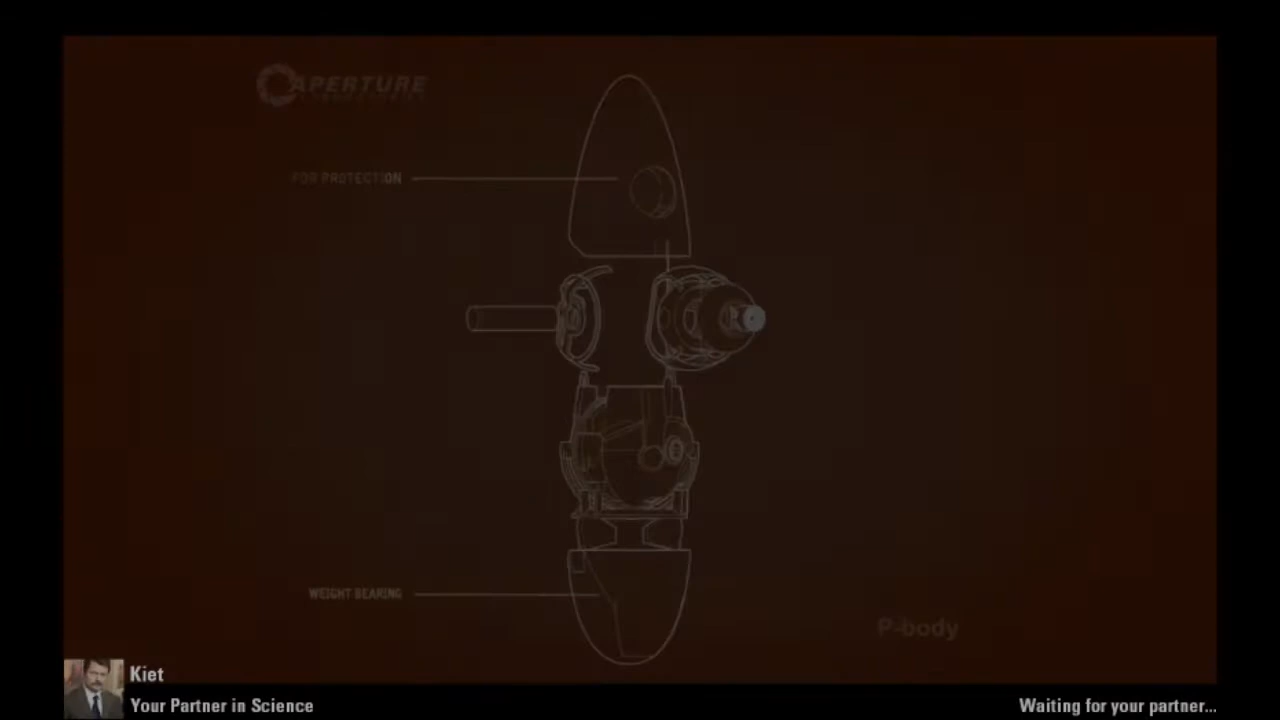 APERTURE
FOR PROTECTION
WEIGHT BEARING
P-body
Kiet
Your Partner in Science
Waiting for your partner...